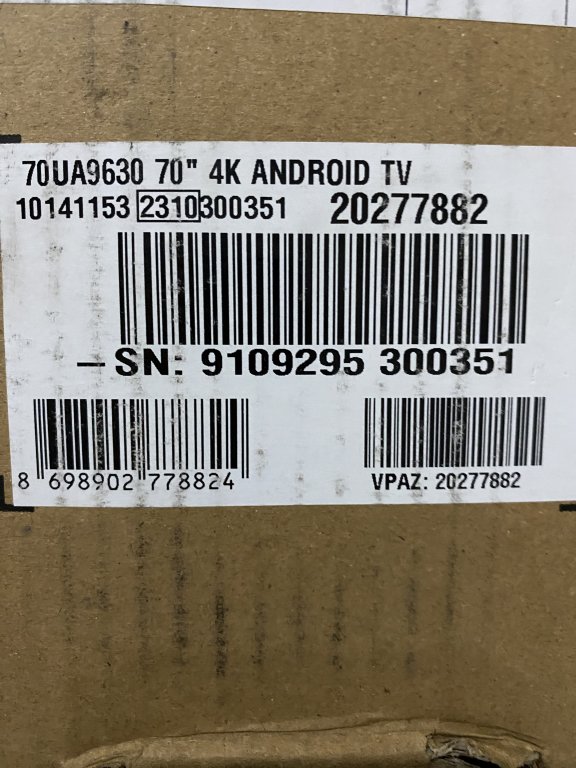 70UA9630 70" 4K ANDROID TV
10141153 2310300351 20277882
–SN: 9109295 300351
8 698902 778824
VPAZ: 20277882